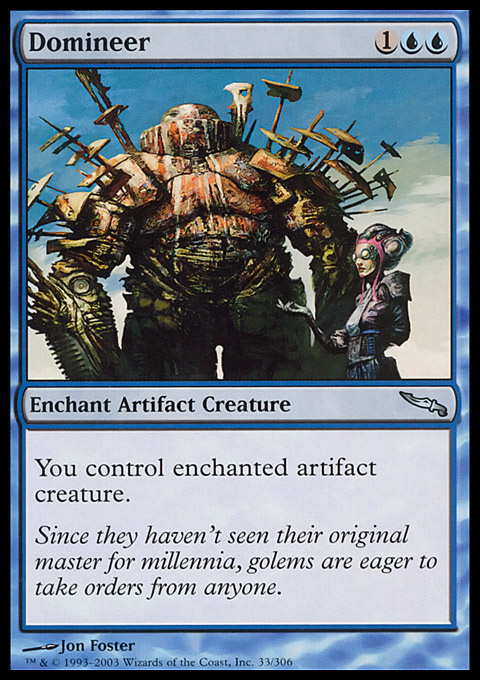 Domineer 1
Enchant Artifact Creature
You control enchanted artifact
creature.
Since they haven't seen their original
master for millennia, golems are eager to
take orders from anyone.
Jon Foster
™ & © 1993-2003 Wizards of the Coast, Inc. 33/306